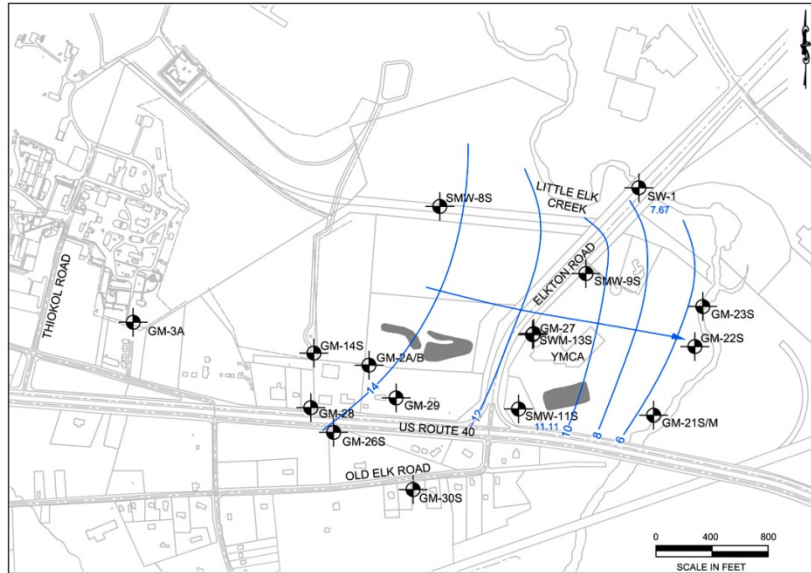 SMW-8S
LITTLE ELK
CREEK
SW-1
7.67
THIOKOL ROAD
ELKTON ROAD
SMW-9S
GM-3A
GM-23S
GM-27
SWM-13S
YMCA
GM-22S
GM-14S
GM-2A/B
14
GM-29
12
GM-28
SMW-11S
11.11
10
8
6
GM-21S/M
US ROUTE 40
GM-26S
OLD ELK ROAD
GM-30S
0 400 800
SCALE IN FEET